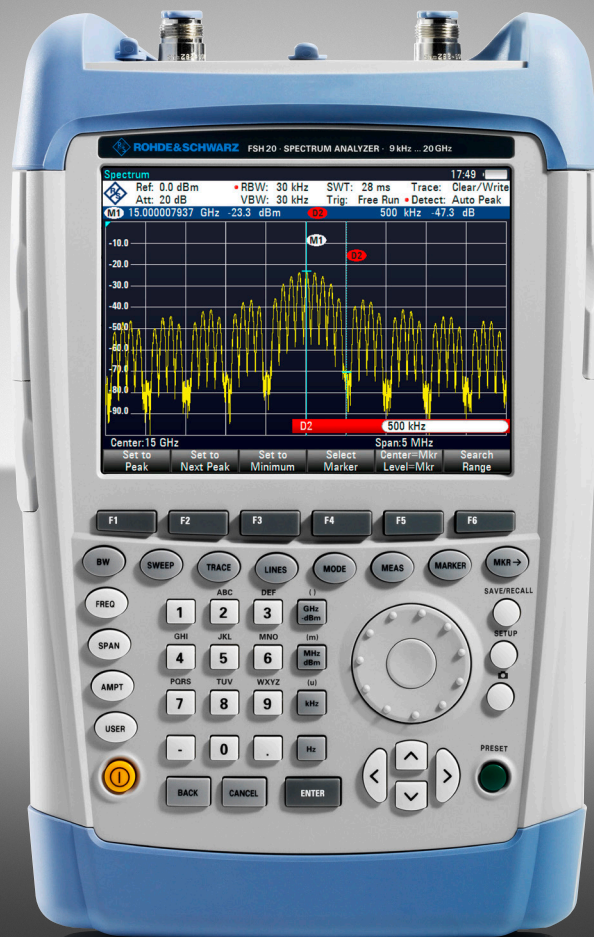 ROHDE&SCHWARZ FSH 20 · SPECTRUM ANALYZER · 9 kHz ... 20 GHz
Spectrum 17:49
Ref: 0.0 dBm • RBW: 30 kHz SWT: 28 ms Trace: Clear/Write
Att: 20 dB VBW: 30 kHz Trig: Free Run • Detect: Auto Peak
M1 15.000007937 GHz -23.3 dBm D2 500 kHz -47.3 dB
M1
-10.0
D2
-20.0
-30.0
-40.0
-50.0
-60.0
-70.0
-80.0
-90.0
D2 500 kHz
Center:15 GHz Span:5 MHz
Set to Set to Set to Select Center=Mkr Search
Peak Next Peak Minimum Marker Level=Mkr Range
F1 F2 F3 F4 F5 F6
BW SWEEP TRACE LINES MODE MEAS MARKER MKR→
SAVE/RECALL
FREQ ABC DEF ( )
1 2 3 GHz
-dBm
SETUP
SPAN GHI JKL MNO (m)
4 5 6 MHz
dBm
AMPT PQRS TUV WXYZ (u)
7 8 9 kHz
USER
- 0 . Hz
PRESET
BACK CANCEL ENTER